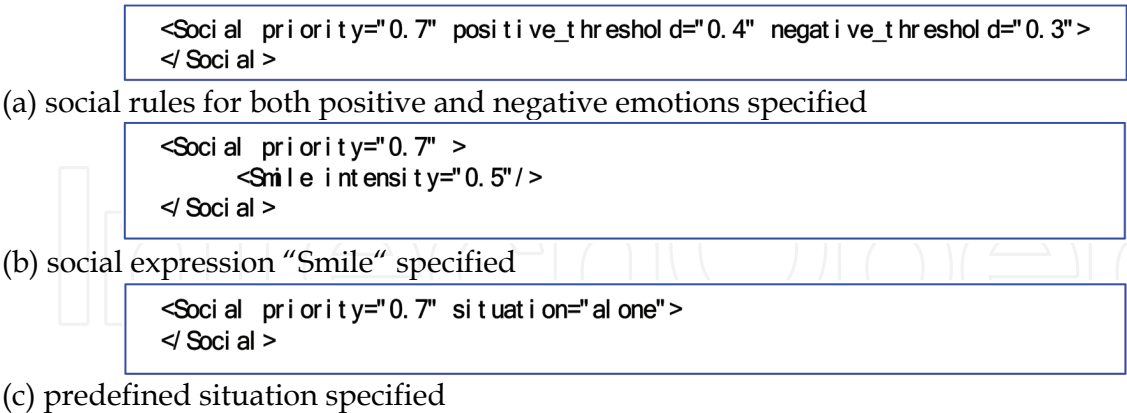 <Social priority="0.7" positive_threshold="0.4" negative_threshold="0.3">
</Social>
(a) social rules for both positive and negative emotions specified
<Social priority="0.7" >
<Smile intensity="0.5"/>
</Social>
(b) social expression “Smile“ specified
<Social priority="0.7" situation="alone">
</Social>
(c) predefined situation specified